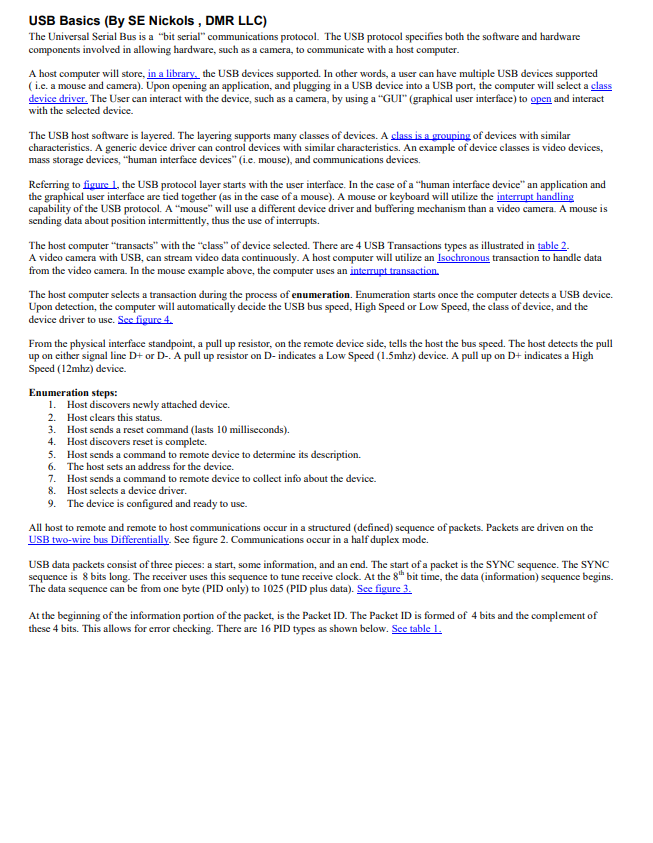 USB Basics (By SE Nickols , DMR LLC)
The Universal Serial Bus is a  “bit serial” communications protocol.  The USB protocol specifies both the software and hardware
components involved in allowing hardware, such as a camera, to communicate with a host computer.
A host computer will store, in a library,  the USB devices supported. In other words, a user can have multiple USB devices supported
( i.e. a mouse and camera). Upon opening an application, and plugging in a USB device into a USB port, the computer will select a class
device driver. The User can interact with the device, such as a camera, by using a “GUI” (graphical user interface) to open and interact
with the selected device.
The USB host software is layered. The layering supports many classes of devices. A class is a grouping of devices with similar
characteristics. A generic device driver can control devices with similar characteristics. An example of device classes is video devices,
mass storage devices, “human interface devices” (i.e. mouse), and communications devices.
Referring to figure 1, the USB protocol layer starts with the user interface. In the case of a “human interface device” an application and
the graphical user interface are tied together (as in the case of a mouse). A mouse or keyboard will utilize the interrupt handling
capability of the USB protocol. A “mouse” will use a different device driver and buffering mechanism than a video camera. A mouse is
sending data about position intermittently, thus the use of interrupts.
The host computer “transacts” with the “class” of device selected. There are 4 USB Transactions types as illustrated in table 2.
A video camera with USB, can stream video data continuously. A host computer will utilize an Isochronous transaction to handle data
from the video camera. In the mouse example above, the computer uses an interrupt transaction.
The host computer selects a transaction during the process of enumeration. Enumeration starts once the computer detects a USB device.
Upon detection, the computer will automatically decide the USB bus speed, High Speed or Low Speed, the class of device, and the
device driver to use. See figure 4.
From the physical interface standpoint, a pull up resistor, on the remote device side, tells the host the bus speed. The host detects the pull
up on either signal line D+ or D-. A pull up resistor on D- indicates a Low Speed (1.5mhz) device. A pull up on D+ indicates a High
Speed (12mhz) device.
Enumeration steps:
1. Host discovers newly attached device.
2. Host clears this status.
3. Host sends a reset command (lasts 10 milliseconds).
4. Host discovers reset is complete.
5. Host sends a command to remote device to determine its description.
6. The host sets an address for the device.
7. Host sends a command to remote device to collect info about the device.
8. Host selects a device driver.
9. The device is configured and ready to use.
All host to remote and remote to host communications occur in a structured (defined) sequence of packets. Packets are driven on the
USB two-wire bus Differentially. See figure 2. Communications occur in a half duplex mode.
USB data packets consist of three pieces: a start, some information, and an end. The start of a packet is the SYNC sequence. The SYNC
sequence is  8 bits long. The receiver uses this sequence to tune receive clock. At the 8th bit time, the data (information) sequence begins.
The data sequence can be from one byte (PID only) to 1025 (PID plus data). See figure 3.
At the beginning of the information portion of the packet, is the Packet ID. The Packet ID is formed of  4 bits and the complement of
these 4 bits. This allows for error checking. There are 16 PID types as shown below. See table 1.